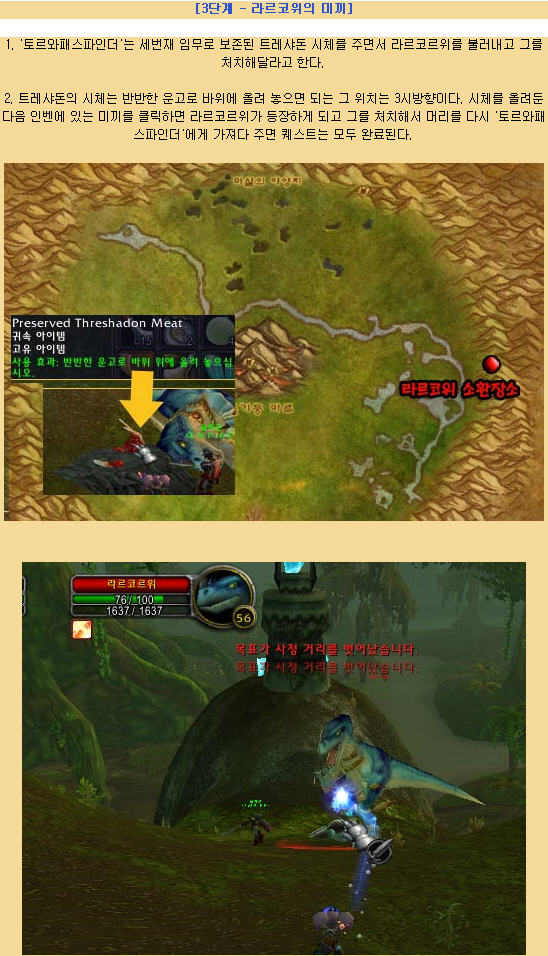 [3단계 - 라르코위의 미끼]
1. '토르와패스파인더'는 세번재 임무로 보존된 트레샤돈 시체를 주면서 라르코르위를 불러내고 그를
처치해달라고 한다.
2. 트레샤돈의 시체는 반반한 운고로 바위에 올려 놓으면 되는 그 위치는 3시방향이다. 시체를 올려둔
다음 인벤에 있는 미끼를 클릭하면 라르코르위가 등장하게 되고 그를 처치해서 머리를 다시 '토르와패
스파인더'에게 가져다 주면 퀘스트는 모두 완료된다.
Preserved Threshadon Meat
귀속 아이템
고유 아이템
사용 효과: 반반한 운고로 바위 위에 올려 놓으십
시오.
라르코위 소환장소
라르코르위
76 / 100
1637 / 1637
56
목표가 사정 거리를 벗어났습니다.
목표가 사정 거리를 벗어났습니다.